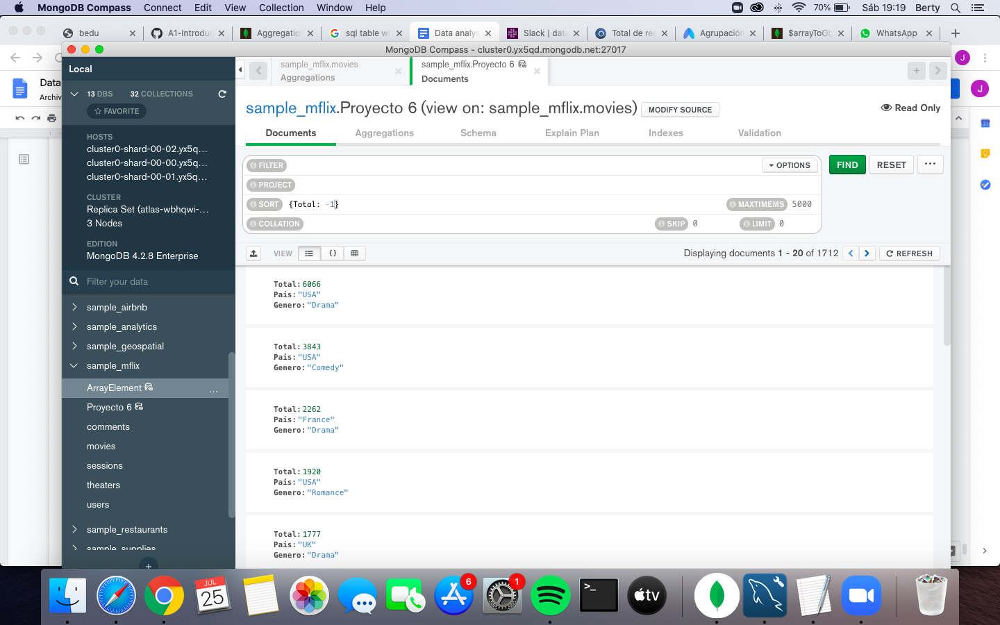 MongoDB Compass Connect Edit View Collection Window Help 70% Sáb 19:19 Berty
bedu A1-Introduc Aggregatio sql table wi Data analys Slack | data Total de reg Agrupación $arrayToOb WhatsApp
MongoDB Compass - cluster0.yx5qd.mongodb.net:27017
J
Data
Archiv
J
Local
13 DBS 32 COLLECTIONS
FAVORITE
HOSTS
cluster0-shard-00-02.yx5q...
cluster0-shard-00-00.yx5q...
cluster0-shard-00-01.yx5q...
CLUSTER
Replica Set (atlas-wbhqwi-...
3 Nodes
EDITION
MongoDB 4.2.8 Enterprise
Filter your data
sample_airbnb
sample_analytics
sample_geospatial
sample_mflix
ArrayElement ...
Proyecto 6
comments
movies
sessions
theaters
users
sample_restaurants
sample_supplies
+
sample_mflix.movies
Aggregations
sample_mflix.Proyecto 6
Documents
sample_mflix.Proyecto 6 (view on: sample_mflix.movies) MODIFY SOURCE Read Only
Documents Aggregations Schema Explain Plan Indexes Validation
FILTER OPTIONS FIND RESET ...
PROJECT
SORT {Total: -1} MAXTIMEMS 5000
COLLATION SKIP 0 LIMIT 0
VIEW {} Displaying documents 1 - 20 of 1712 REFRESH
Total: 6066
Pais: "USA"
Genero: "Drama"
Total: 3843
Pais: "USA"
Genero: "Comedy"
Total: 2262
Pais: "France"
Genero: "Drama"
Total: 1920
Pais: "USA"
Genero: "Romance"
Total: 1777
Pais: "UK"
Genero: "Drama"
JUL
25
6
1
>_
tv